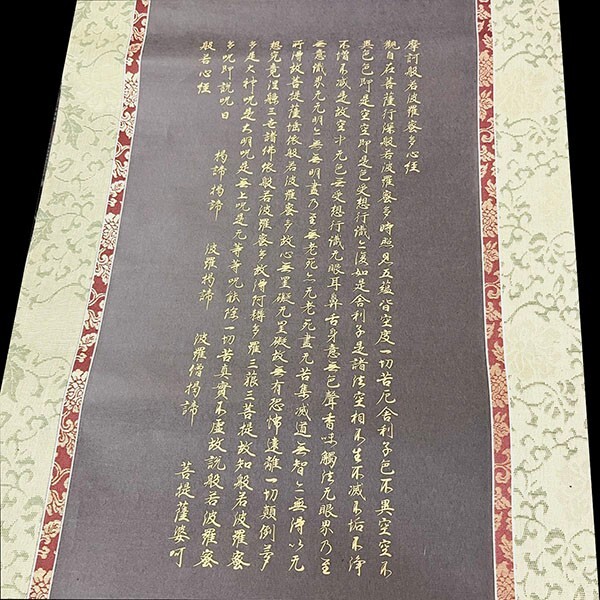 摩訶般若波羅蜜多心経
觀自在菩薩行深般若波羅蜜多時照見五蘊皆空度一切苦厄舍利子色不異空空不
異色色即是空空即是色受想行識亦復如是舍利子是諸法空相不生不滅不垢不淨
不増不減是故空中无色無受想行識无眼耳鼻舌身意無色聲香味觸法无眼界乃至
無意識界无无明亦無無明盡乃至無老死亦无老死盡无苦集滅道無智亦無得以无
所得故菩提薩埵依般若波羅蜜多故心無罣礙无罣礙故無有恐怖遠離一切顛倒夢
想究竟涅槃三世諸佛依般若波羅蜜多故得阿耨多羅三藐三菩提故知般若波羅蜜
多是大神呪是大明呪是無上呪是无等等呪能除一切苦真實不虛故説般若波羅蜜
多呪即説呪曰 揭諦揭諦 波羅揭諦 波羅僧揭諦 菩提薩婆呵
般若心経